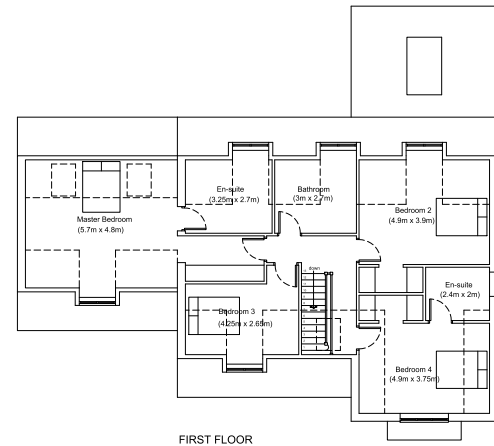 En-suite
(3.25m x 2.7m)
Bathroom
(3m x 2.7m)
Master Bedroom
(5.7m x 4.8m)
Bedroom 2
(4.9m x 3.9m)
down
En-suite
(2.4m x 2m)
Bedroom 3
(4.25m x 2.65m)
Bedroom 4
(4.9m x 3.75m)
FIRST FLOOR